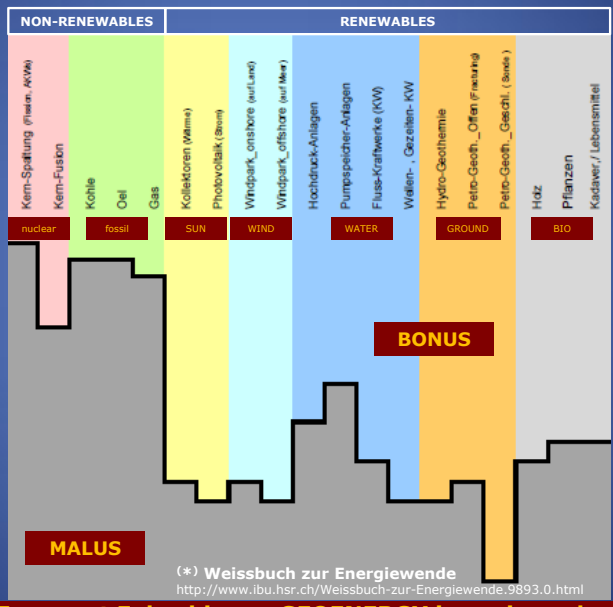 NON-RENEWABLES
RENEWABLES
Kern-Spaltung (Fission, AKWs)
Kern-Fusion
Kohle
Oel
Gas
Kollektoren (Wärme)
Photovoltaik (Strom)
Windpark_onshore (auf Land)
Windpark_offshore (auf Meer)
Hochdruck-Anlagen
Pumpspeicher-Anlagen
Fluss-Kraftwerke (KW)
Wellen- , Gezeiten- KW
Hydro-Geothermie
Petro-Geoth._Offen (Fracturing)
Petro-Geoth._Geschl. ( Sonde )
Holz
Pflanzen
Kadaver,/ Lebensmittel
nuclear
fossil
SUN
WIND
WATER
GROUND
BIO
BONUS
MALUS
(*) Weissbuch zur Energiewende
http://www.ibu.hsr.ch/Weissbuch-zur-Energiewende.9893.0.html